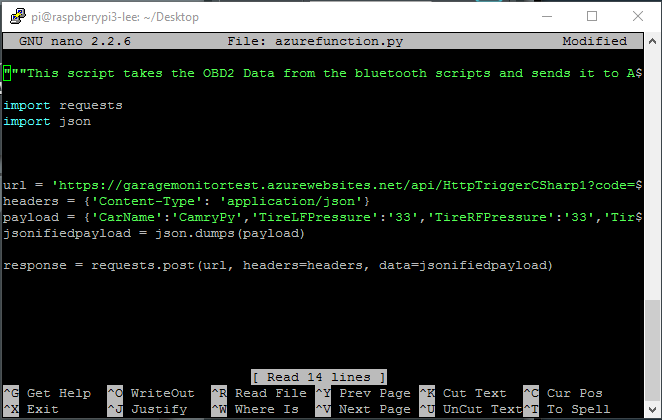 pi@raspberrypi3-lee: ~/Desktop
GNU nano 2.2.6 File: azurefunction.py Modified
"""This script takes the OBD2 Data from the bluetooth scripts and sends it to A$
import requests
import json
url = 'https://garagemonitortest.azurewebsites.net/api/HttpTriggerCSharp1?code=$
headers = {'Content-Type': 'application/json'}
payload = {'CarName':'CamryPy','TireLFPressure':'33','TireRFPressure':'33','Tir$
jsonifiedpayload = json.dumps(payload)
response = requests.post(url, headers=headers, data=jsonifiedpayload)
[ Read 14 lines ]
^G Get Help ^O WriteOut ^R Read File ^Y Prev Page ^K Cut Text ^C Cur Pos
^X Exit ^J Justify ^W Where Is ^V Next Page ^U UnCut Text ^T To Spell